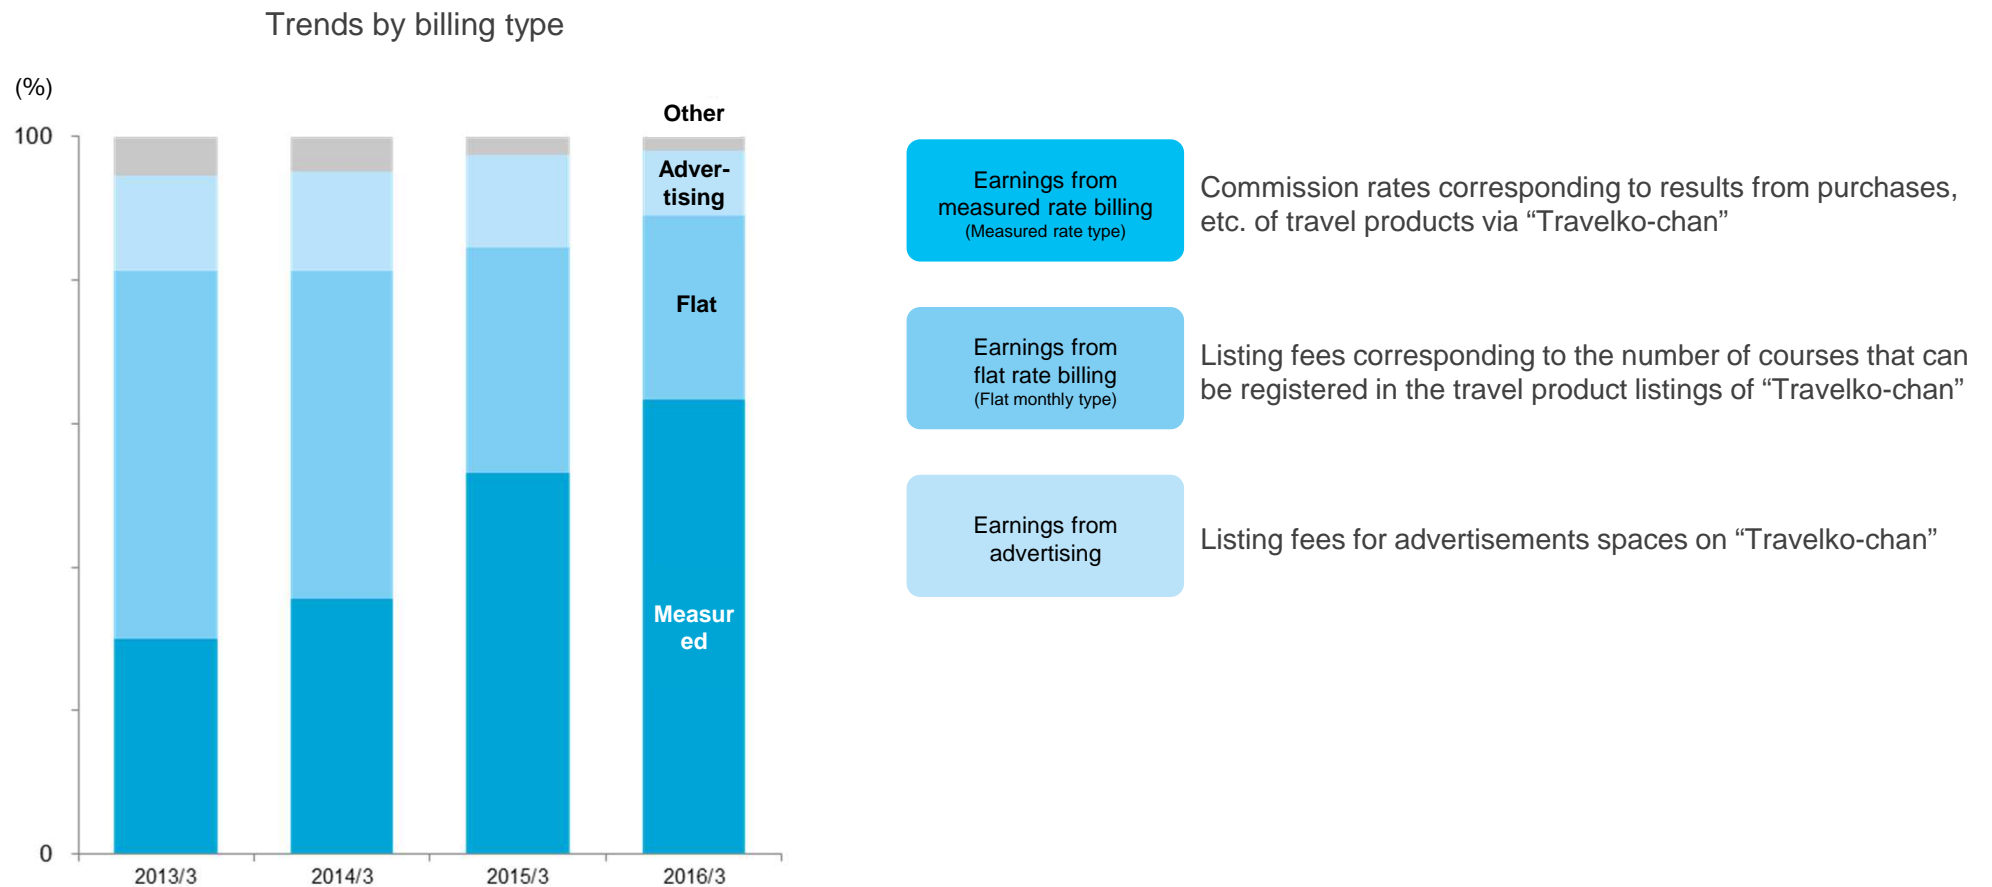 Trends by billing type
(%)
100
0
Other
Adver-
tising
Flat
Measur
ed
2013/3
2014/3
2015/3
2016/3
Earnings from
measured rate billing
(Measured rate type)
Commission rates corresponding to results from purchases,
etc. of travel products via “Travelko-chan”
Earnings from
flat rate billing
(Flat monthly type)
Listing fees corresponding to the number of courses that can
be registered in the travel product listings of “Travelko-chan”
Earnings from
advertising
Listing fees for advertisements spaces on “Travelko-chan”